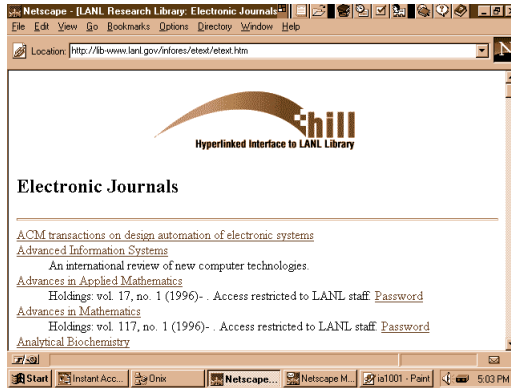 Netscape - [LANL Research Library: Electronic Journals
File Edit View Go Bookmarks Options Directory Window Help
Location: http://lib-www.lanl.gov/infores/etext/etext.htm
N
hill
Hyperlinked Interface to LANL Library
Electronic Journals
ACM transactions on design automation of electronic systems
Advanced Information Systems
An international review of new computer technologies.
Advances in Applied Mathematics
Holdings: vol. 17, no. 1 (1996)- . Access restricted to LANL staff. Password
Advances in Mathematics
Holdings: vol. 117, no. 1 (1996)- . Access restricted to LANL staff. Password
Analytical Biochemistry
Start Instant Acc... Onix Netscape... Netscape M... ia1001 - Paint 5:03 PM